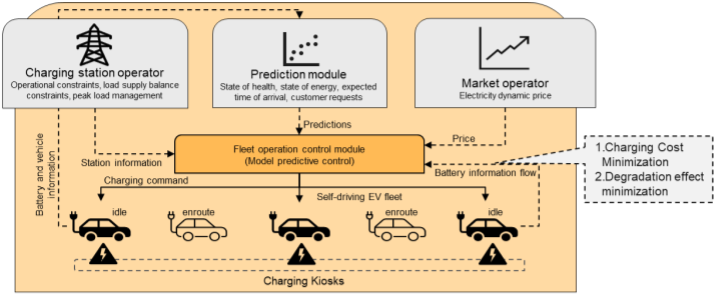 Charging station operator
Operational constraints, load supply balance
constraints, peak load management
Prediction module
State of health, state of energy, expected
time of arrival, customer requests
Market operator
Electricity dynamic price
Predictions
Price
Station information
Fleet operation control module
(Model predictive control)
Battery information flow
1.Charging Cost
Minimization
2.Degradation effect
minimization
Battery and vehicle
information
Charging command
Self-driving EV fleet
idle
enroute
enroute
idle
Charging Kiosks